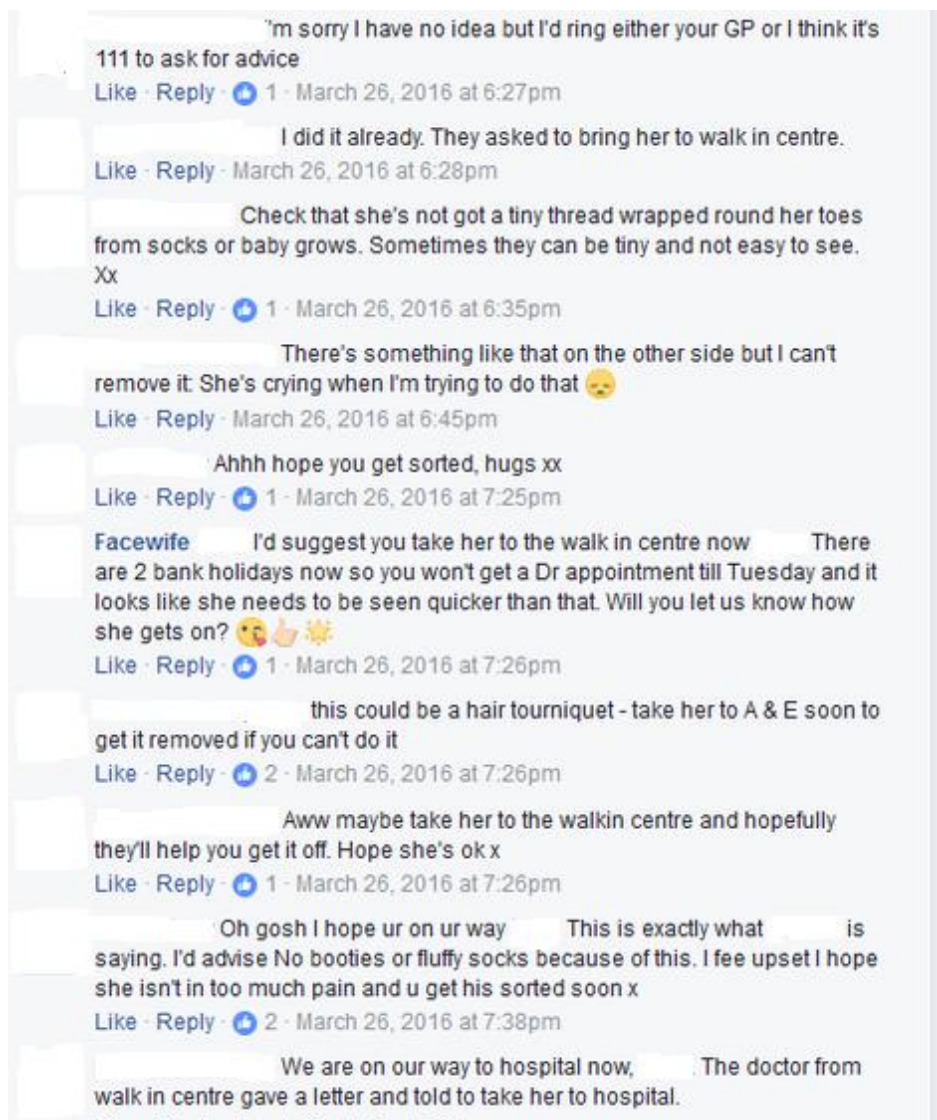 'm sorry I have no idea but I'd ring either your GP or I think it's
111 to ask for advice
Like · Reply · 1 · March 26, 2016 at 6:27pm
I did it already. They asked to bring her to walk in centre.
Like · Reply · March 26, 2016 at 6:28pm
Check that she's not got a tiny thread wrapped round her toes
from socks or baby grows. Sometimes they can be tiny and not easy to see.
Xx
Like · Reply · 1 · March 26, 2016 at 6:35pm
There's something like that on the other side but I can't
remove it. She's crying when I'm trying to do that 😞
Like · Reply · March 26, 2016 at 6:45pm
Ahhh hope you get sorted, hugs xx
Like · Reply · 1 · March 26, 2016 at 7:25pm
Facewife I'd suggest you take her to the walk in centre now There
are 2 bank holidays now so you won't get a Dr appointment till Tuesday and it
looks like she needs to be seen quicker than that. Will you let us know how
she gets on? 😘👍🌟
Like · Reply · 1 · March 26, 2016 at 7:26pm
this could be a hair tourniquet - take her to A & E soon to
get it removed if you can't do it
Like · Reply · 2 · March 26, 2016 at 7:26pm
Aww maybe take her to the walkin centre and hopefully
they'll help you get it off. Hope she's ok x
Like · Reply · 1 · March 26, 2016 at 7:26pm
Oh gosh I hope ur on ur way This is exactly what is
saying. I'd advise No booties or fluffy socks because of this. I fee upset I hope
she isn't in too much pain and u get his sorted soon x
Like · Reply · 2 · March 26, 2016 at 7:38pm
We are on our way to hospital now, The doctor from
walk in centre gave a letter and told to take her to hospital.